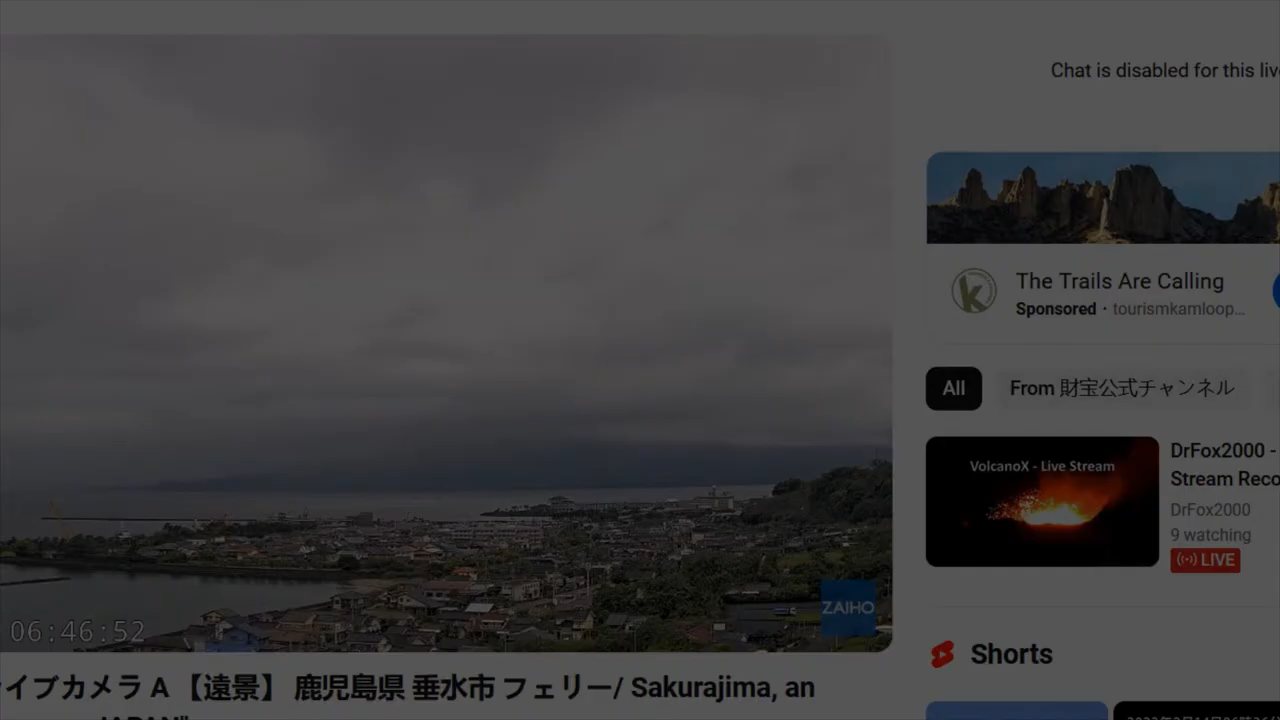 Chat is disabled for this liv
The Trails Are Calling
Sponsored · tourismkamloop...
All
From 財宝公式チャンネル
VolcanoX - Live Stream
DrFox2000 -
Stream Reco
DrFox2000
9 watching
LIVE
ZAIHO
06:46:52
Shorts
イブカメラ A 【遠景】 鹿児島県 垂水市 フェリー/ Sakurajima, an
JAPAN"